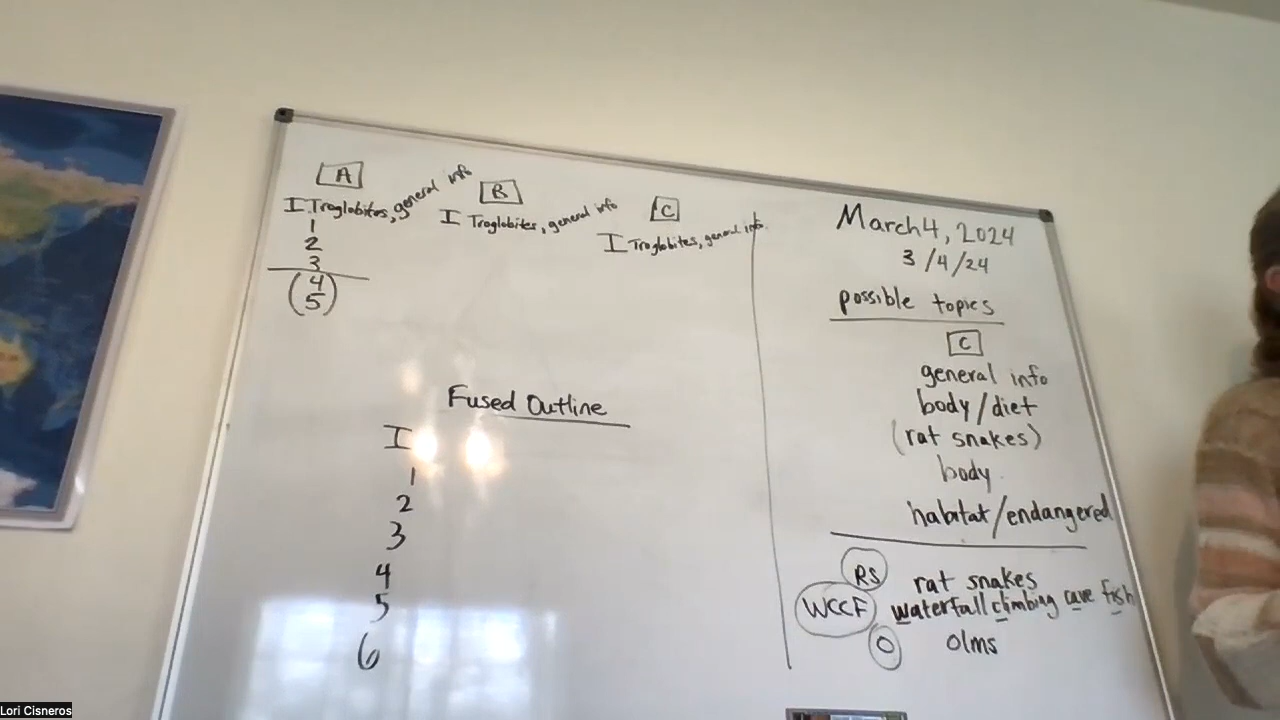 A
I Troglobites, general info
1
2
3
(4
5)
B
I Troglobites, general info
C
I Troglobites, general info
Fused Outline
I
1
2
3
4
5
6
March 4, 2024
3/4/24
possible topics
C
general info
body/diet
(rat snakes)
body
habitat/endangered
RS rat snakes
WCCF waterfall climbing cave fish
O Olms
Lori Cisneros